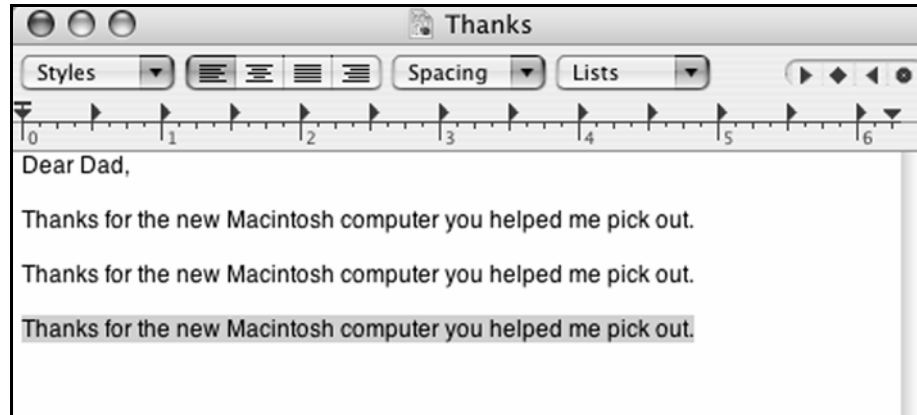 Thanks
Styles Spacing Lists
0 1 2 3 4 5 6
Dear Dad,
Thanks for the new Macintosh computer you helped me pick out.
Thanks for the new Macintosh computer you helped me pick out.
Thanks for the new Macintosh computer you helped me pick out.